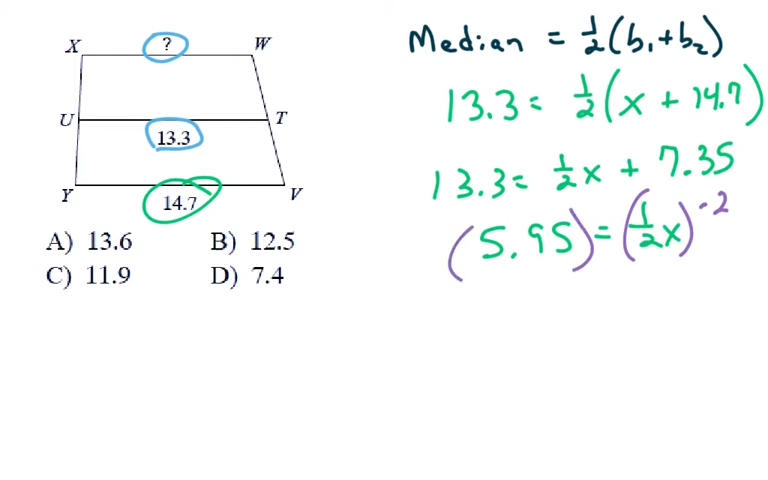 X ? W
U T
13.3
Y V
14.7
A) 13.6 B) 12.5
C) 11.9 D) 7.4
Median = 1/2(b₁+b₂)
13.3 = 1/2(x + 14.7)
13.3 = 1/2x + 7.35
(5.95) = (1/2x)·2